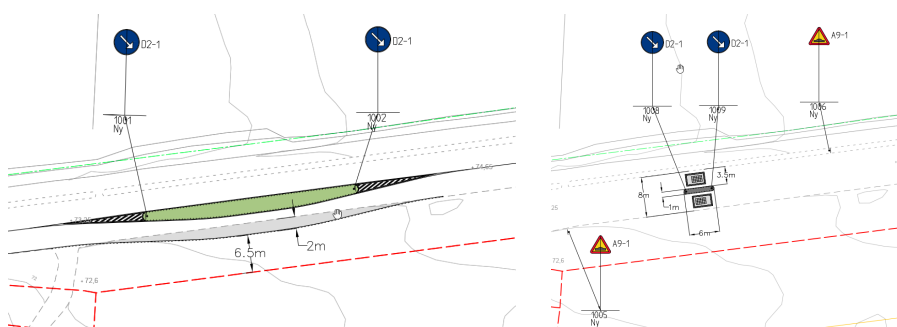 D2-1
D2-1
1001
Ny
1002
Ny
+74,65
6.5m
2m
+72,6
D2-1
D2-1
A9-1
1008
Ny
1009
Ny
1006
Ny
3.5m
8m
1m
6m
A9-1
72,6
1005
Ny